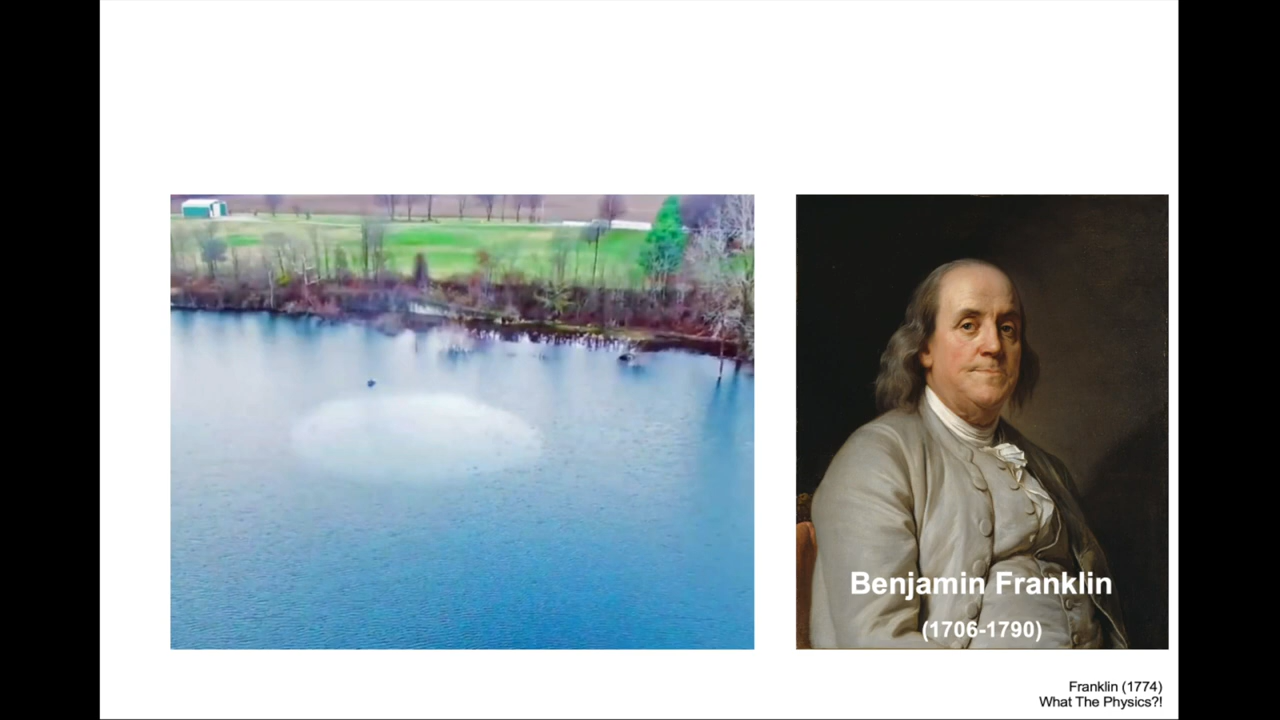 Benjamin Franklin
(1706-1790)
Franklin (1774)
What The Physics?!